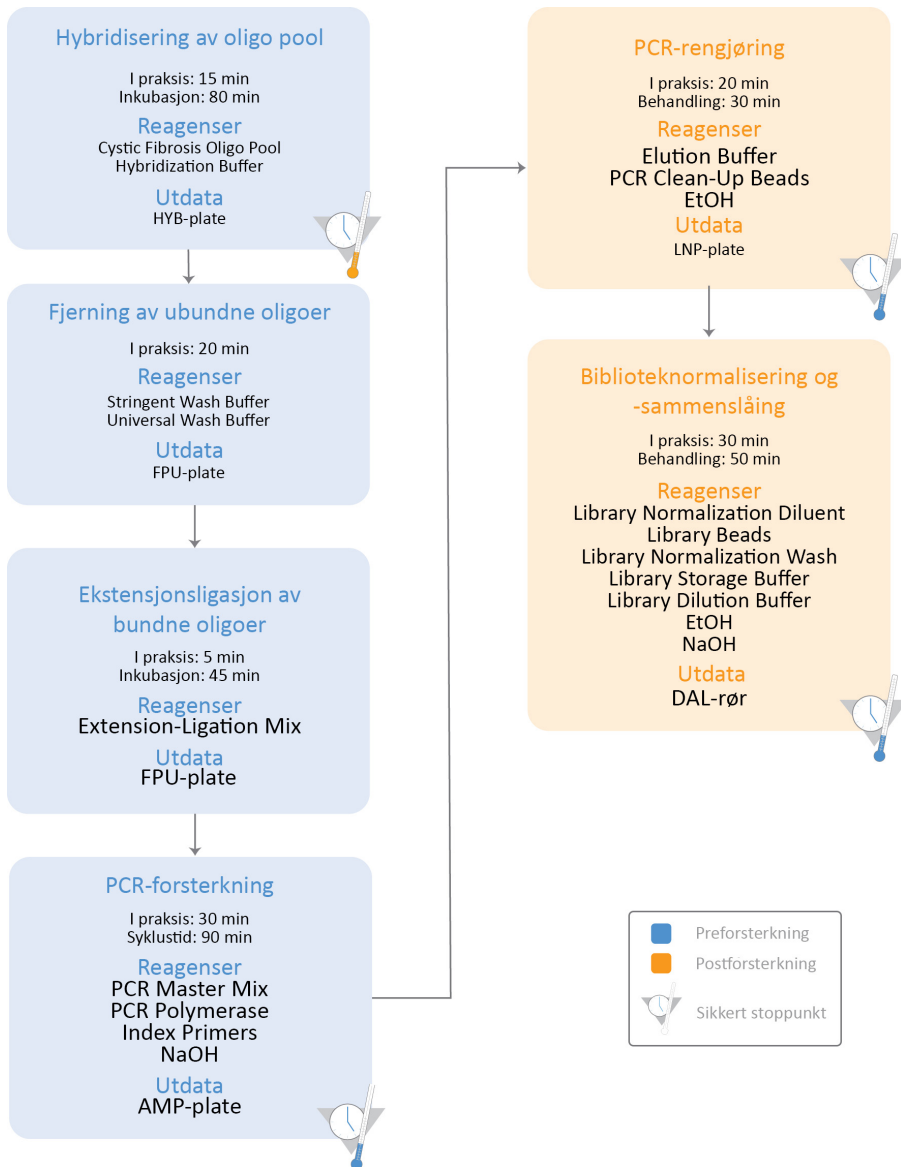 Hybridisering av oligo pool
I praksis: 15 min
Inkubasjon: 80 min
Reagenser
Cystic Fibrosis Oligo Pool
Hybridization Buffer
Utdata
HYB-plate
Fjerning av ubundne oligoer
I praksis: 20 min
Reagenser
Stringent Wash Buffer
Universal Wash Buffer
Utdata
FPU-plate
Ekstensjonsligasjon av
bundne oligoer
I praksis: 5 min
Inkubasjon: 45 min
Reagenser
Extension-Ligation Mix
Utdata
FPU-plate
PCR-forsterkning
I praksis: 30 min
Syklustid: 90 min
Reagenser
PCR Master Mix
PCR Polymerase
Index Primers
NaOH
Utdata
AMP-plate
PCR-rengjøring
I praksis: 20 min
Behandling: 30 min
Reagenser
Elution Buffer
PCR Clean-Up Beads
EtOH
Utdata
LNP-plate
Biblioteknormalisering og
-sammenslåing
I praksis: 30 min
Behandling: 50 min
Reagenser
Library Normalization Diluent
Library Beads
Library Normalization Wash
Library Storage Buffer
Library Dilution Buffer
EtOH
NaOH
Utdata
DAL-rør
Preforsterkning
Postforsterkning
Sikkert stoppunkt